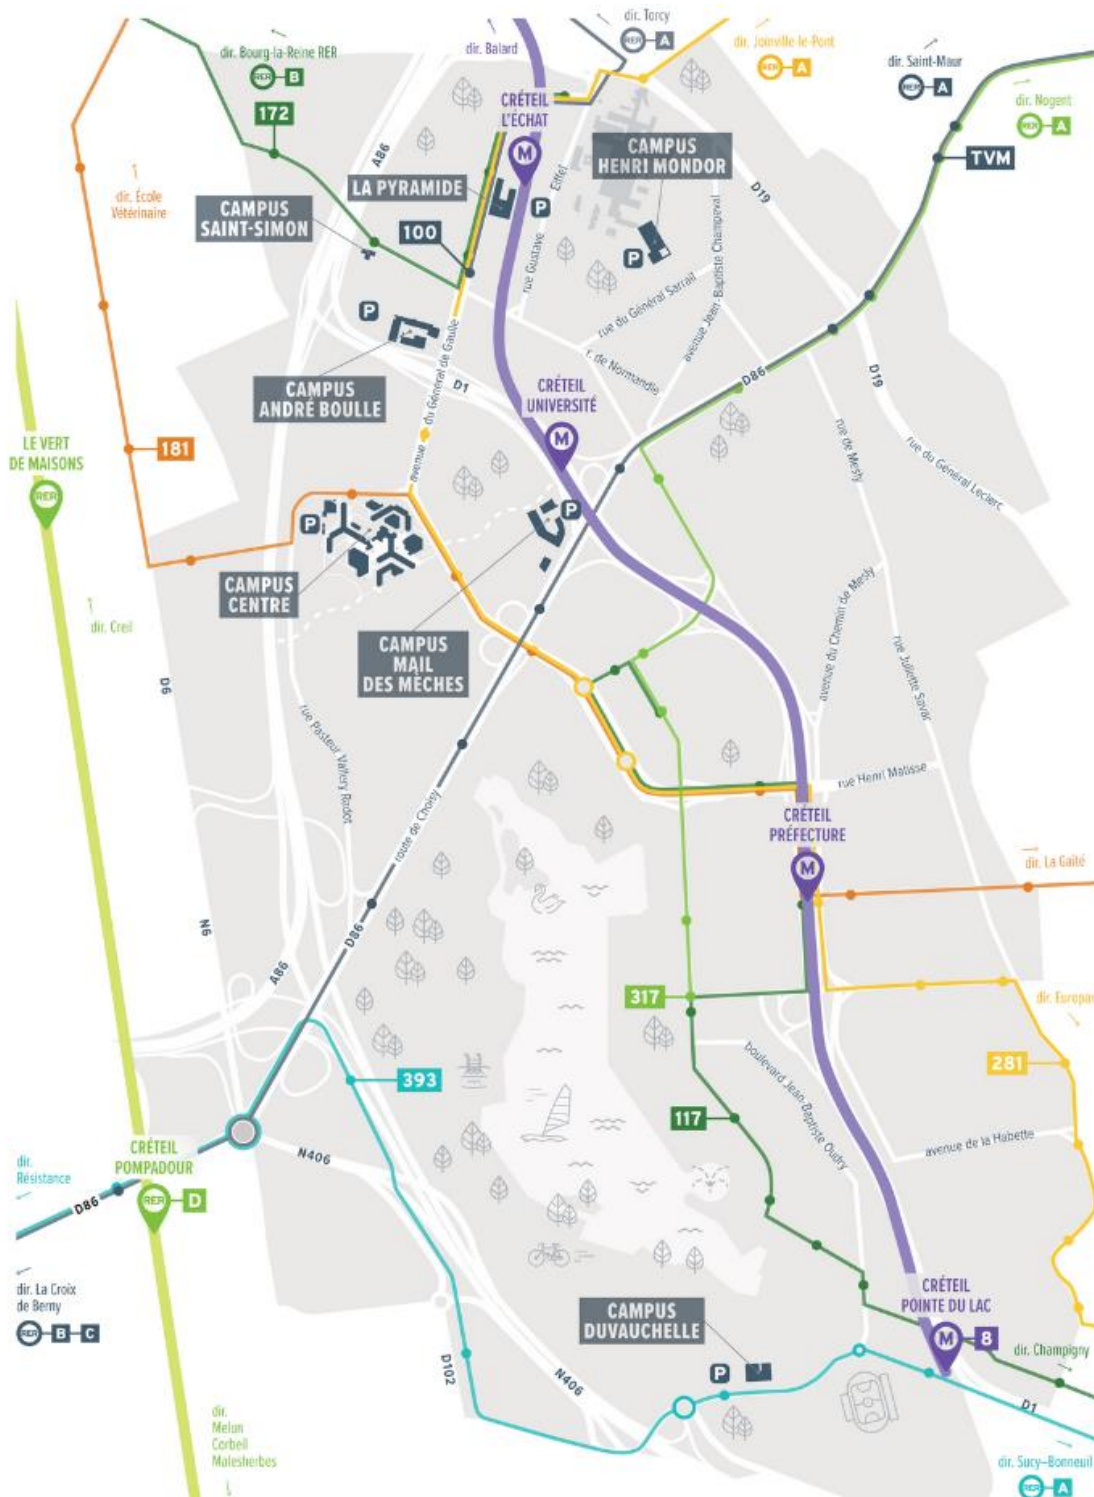 dir. Torcy
RER A
dir. Bourg-la-Reine RER
RER B
172
dir. Balard
dir. Joinville-le-Pont
RER A
dir. Saint-Maur
RER A
dir. Nogent
RER A
CRÉTEIL
L'ÉCHAT
M
A86
CAMPUS
HENRI MONDOR
TVM
LA PYRAMIDE
P
rue Gustave Eiffel
D19
dir. École
Vétérinaire
CAMPUS
SAINT-SIMON
100
P
avenue Jean-Baptiste Champeval
rue du Général Sarrail
P
r. de Normandie
D86
D19
CAMPUS
ANDRÉ BOULLE
avenue du Général de Gaulle
D1
CRÉTEIL
UNIVERSITÉ
M
LE VERT
DE MAISONS
RER
181
rue de Mesly
rue du Général Leclerc
P
P
CAMPUS
CENTRE
dir. Creil
CAMPUS
MAIL
DES MÈCHES
avenue du Chemin de Mesly
rue Juliette Savar
D6
rue Pasteur Vallery Radot
rue Henri Matisse
route de Choisy
CRÉTEIL
PRÉFECTURE
M
dir. La Gaîté
N6
A86
D86
317
dir. Europarc
boulevard Jean-Baptiste Oudry
281
393
117
avenue de la Habette
N406
CRÉTEIL
POMPADOUR
RER D
dir.
Résistance
D86
dir. La Croix
de Berny
RER B C
CRÉTEIL
POINTE DU LAC
M 8
CAMPUS
DUVAUCHELLE
P
dir. Champigny
D102
N406
D1
dir.
Melun
Corbeil
Malesherbes
dir. Sucy–Bonneuil
RER A